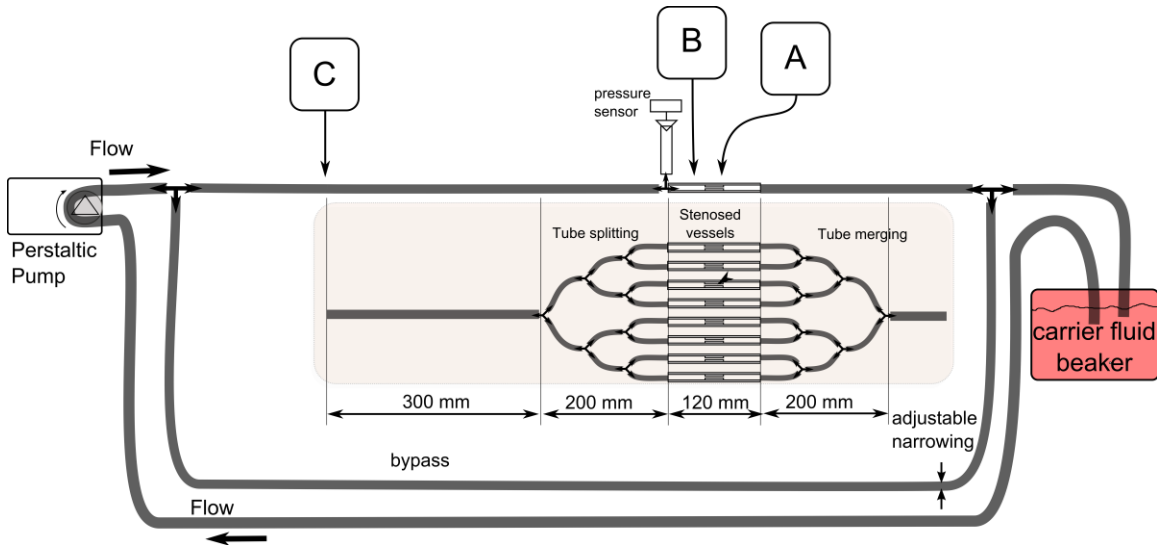 C
B
A
pressure
sensor
Flow
Perstaltic
Pump
Tube splitting
Stenosed
vessels
Tube merging
carrier fluid
beaker
300 mm
200 mm
120 mm
200 mm
adjustable
narrowing
bypass
Flow